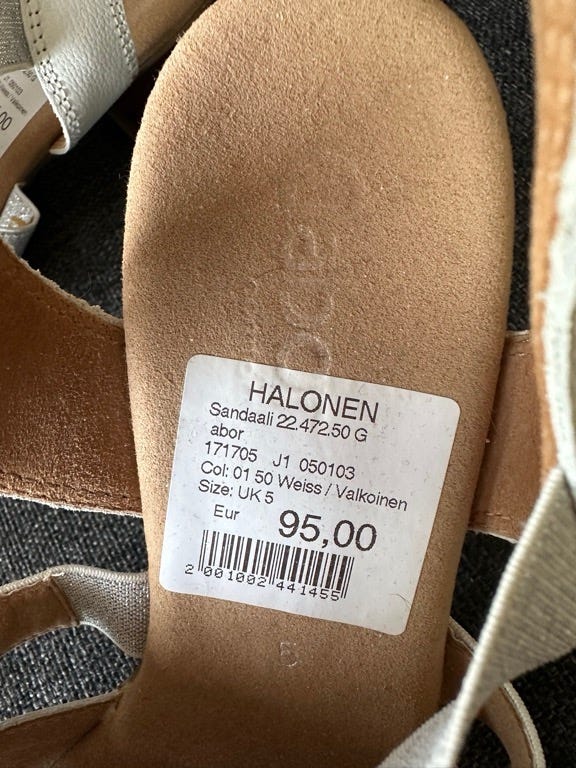 HALONEN
Sandaali 22.472.50 G
abor
171705 J1 050103
Col: 01 50 Weiss / Valkoinen
Size: UK 5
Eur 95,00
2 001002 441455
5